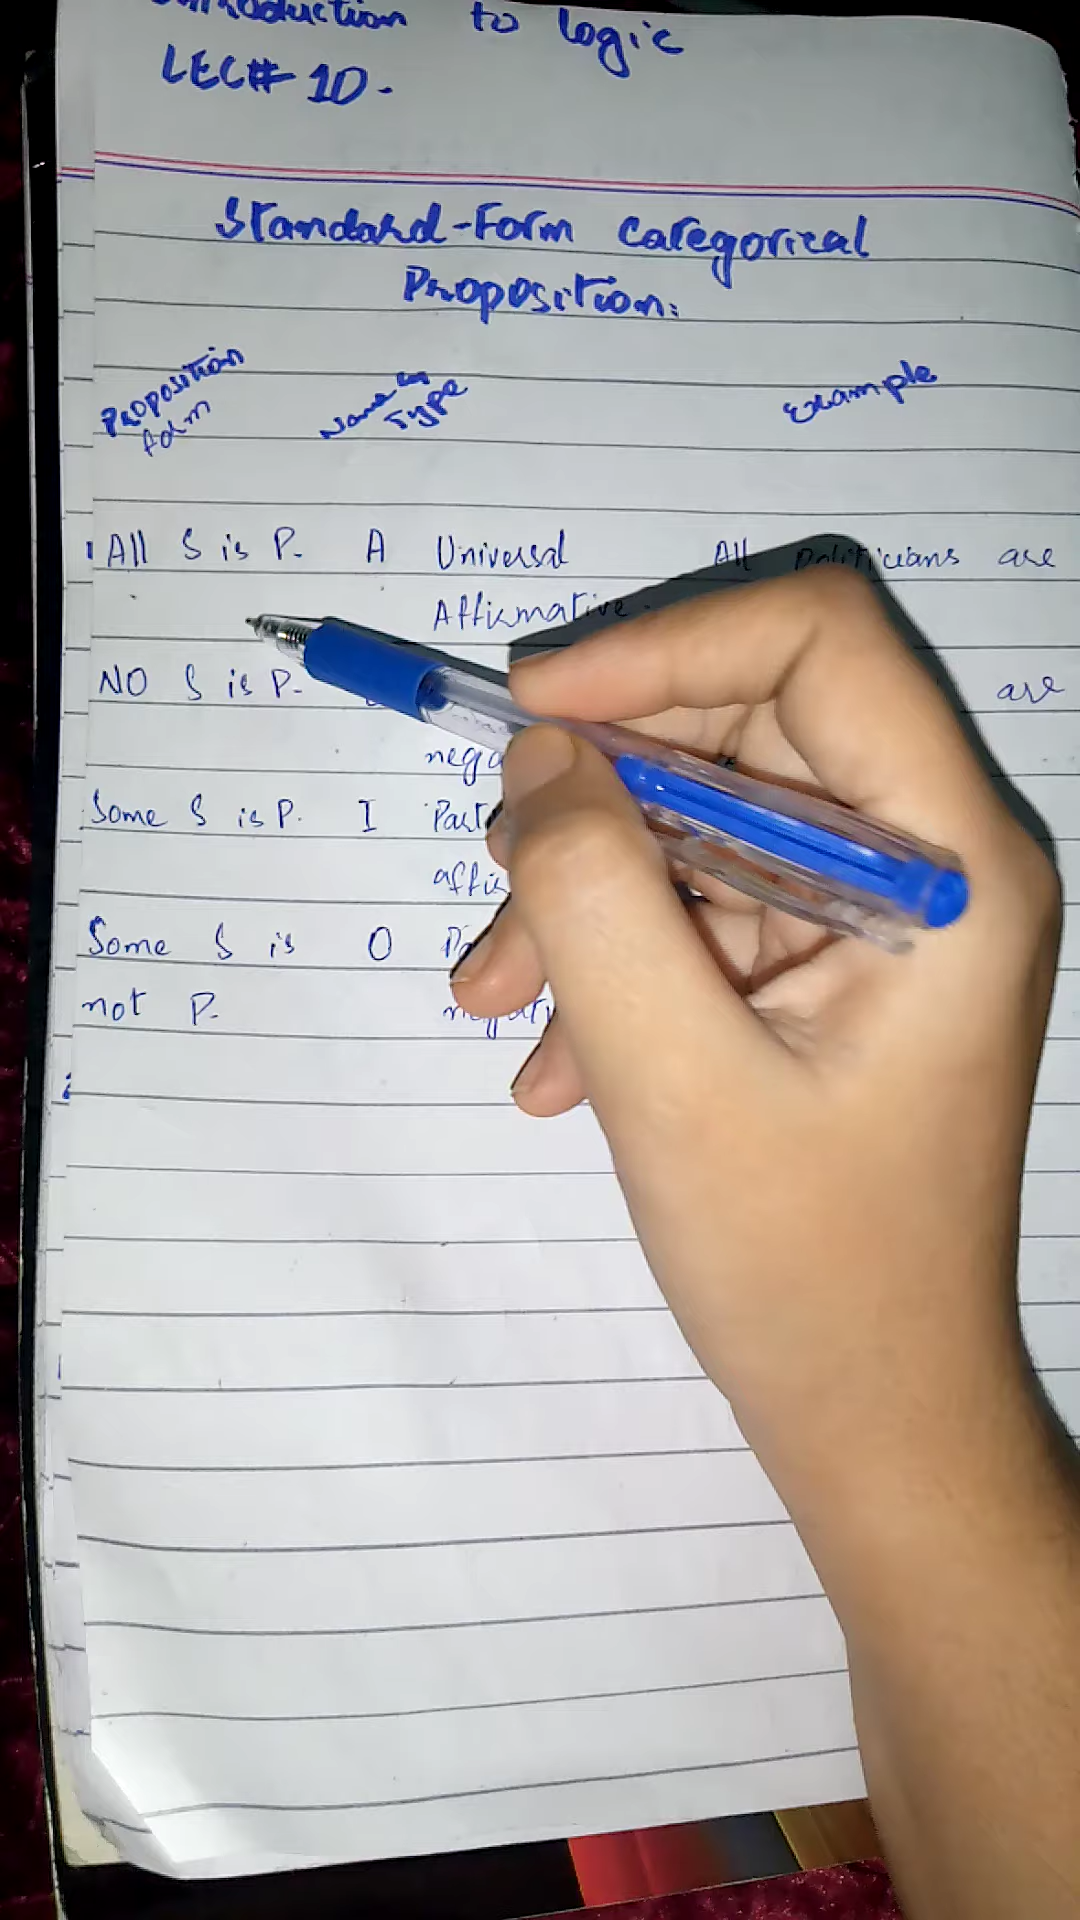 to logic
LEC# 10.
Standard-Form Categorical
Proposition:
Proposition
form
Name
Type
Example
All S is P. A Universal All Politicians are
Affirmative.
NO S is P. are
Some S is P. I
Some S is O
not P.